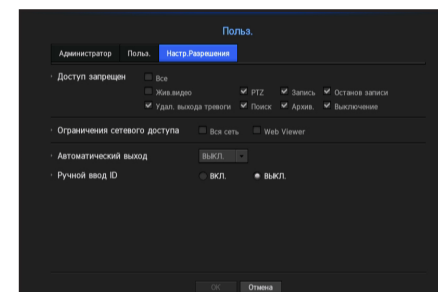 Польз.
Администратор Польз. Настр.Разрешения
· Доступ запрещен Все
Жив.видео PTZ Запись Останов записи
Удал. выхода тревоги Поиск Архив. Выключение
· Ограничения сетевого доступа Вся сеть Web Viewer
· Автоматический выход ВЫКЛ.
· Ручной ввод ID ВКЛ. ВЫКЛ.
OK Отмена